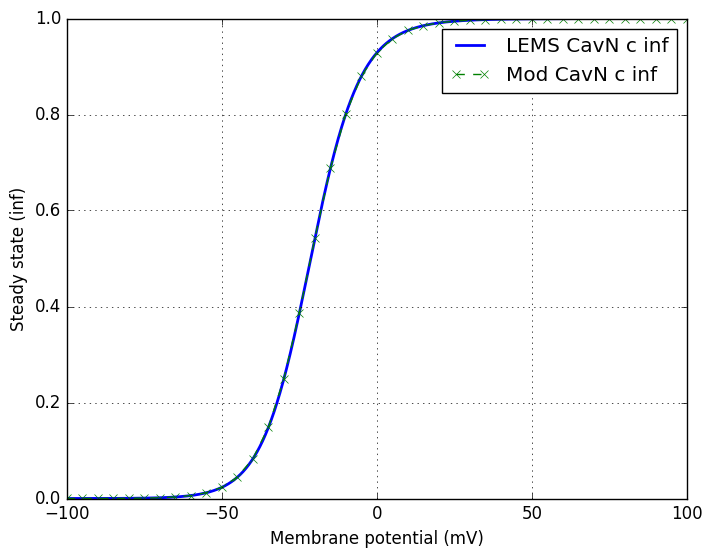 1.0
LEMS CavN c inf
Mod CavN c inf
0.8
0.6
0.4
0.2
0.0
−100
−50
0
50
100
Steady state (inf)
Membrane potential (mV)